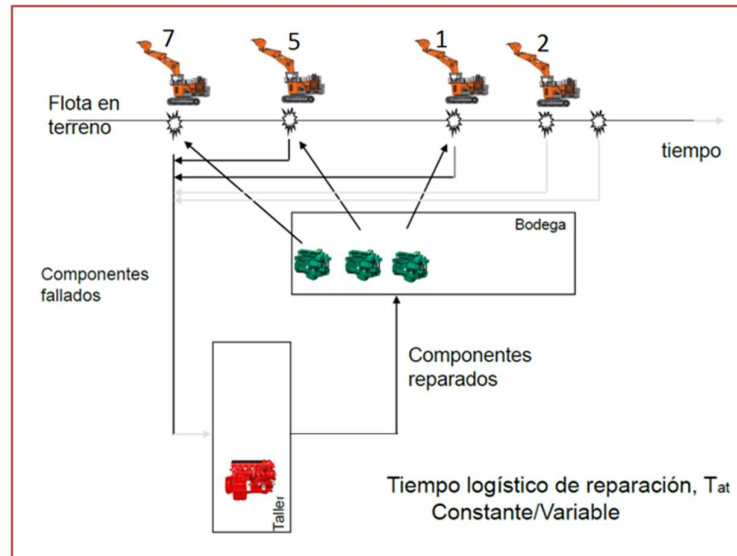 7
5
1
2
Flota en
terreno
tiempo
Bodega
Componentes
fallados
Componentes
reparados
Taller
Tiempo logístico de reparación, Tat
Constante/Variable